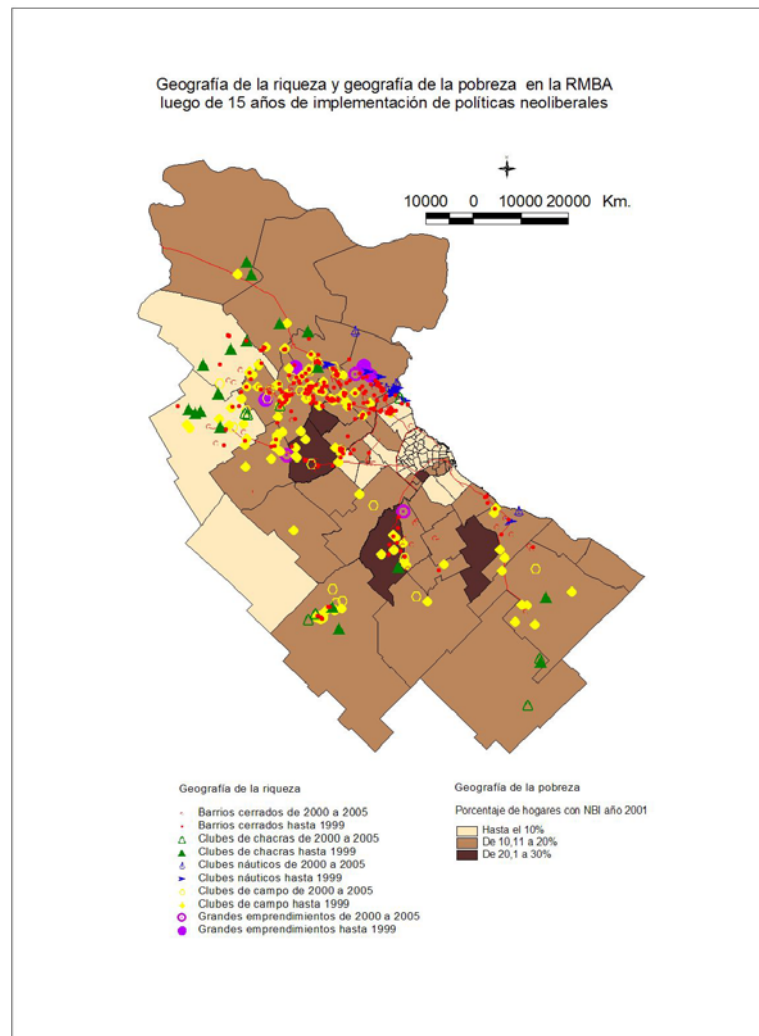 Geografía de la riqueza y geografía de la pobreza en la RMBA
luego de 15 años de implementación de políticas neoliberales
10000 0 10000 20000 Km.
Geografía de la riqueza
Barrios cerrados de 2000 a 2005
Barrios cerrados hasta 1999
Clubes de chacras de 2000 a 2005
Clubes de chacras hasta 1999
Clubes náuticos de 2000 a 2005
Clubes náuticos hasta 1999
Clubes de campo de 2000 a 2005
Clubes de campo hasta 1999
Grandes emprendimientos de 2000 a 2005
Grandes emprendimientos hasta 1999
Geografía de la pobreza
Porcentaje de hogares con NBI año 2001
Hasta el 10%
De 10,11 a 20%
De 20,1 a 30%